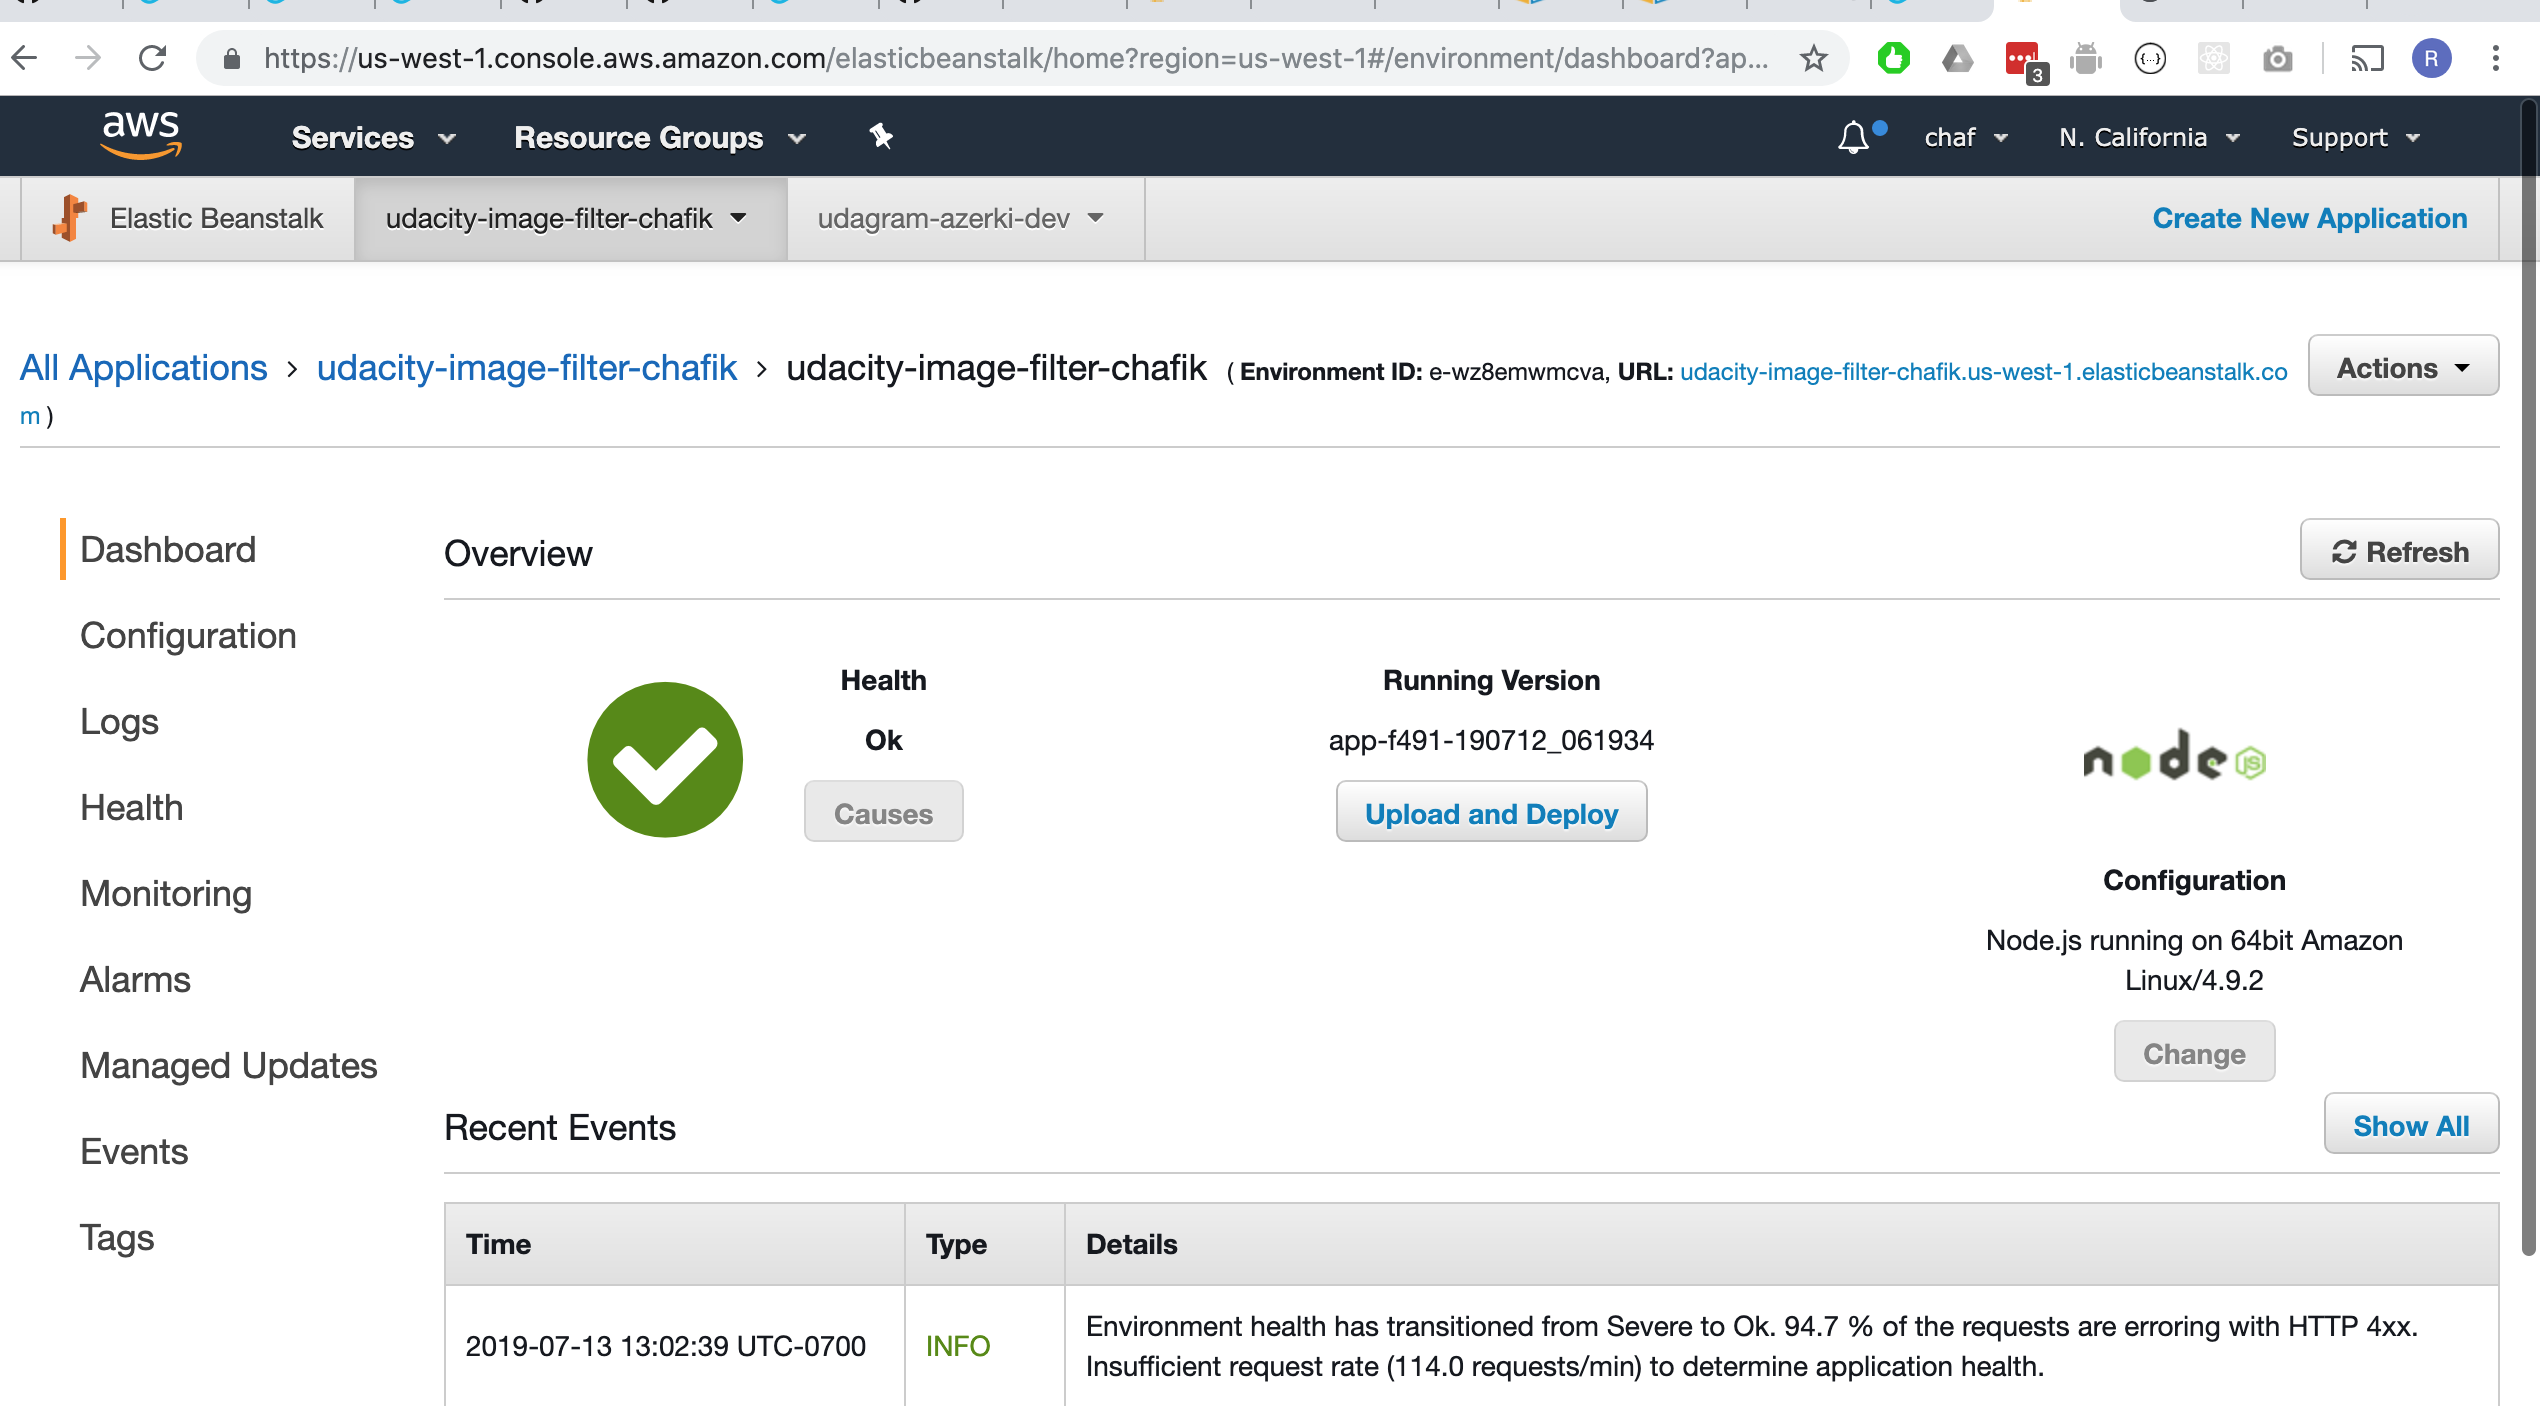 https://us-west-1.console.aws.amazon.com/elasticbeanstalk/home?region=us-west-1#/environment/dashboard?ap...
3
{...}
R
aws
Services
Resource Groups
chaf
N. California
Support
Elastic Beanstalk
udacity-image-filter-chafik
udagram-azerki-dev
Create New Application
All Applications › udacity-image-filter-chafik › udacity-image-filter-chafik ( Environment ID: e-wz8emwmcva, URL: udacity-image-filter-chafik.us-west-1.elasticbeanstalk.co
m )
Actions
Dashboard
Configuration
Logs
Health
Monitoring
Alarms
Managed Updates
Events
Tags
Overview
Refresh
Health
Ok
Causes
Running Version
app-f491-190712_061934
Upload and Deploy
node JS
Configuration
Node.js running on 64bit Amazon
Linux/4.9.2
Change
Recent Events
Show All
Time
Type
Details
2019-07-13 13:02:39 UTC-0700
INFO
Environment health has transitioned from Severe to Ok. 94.7 % of the requests are erroring with HTTP 4xx.
Insufficient request rate (114.0 requests/min) to determine application health.